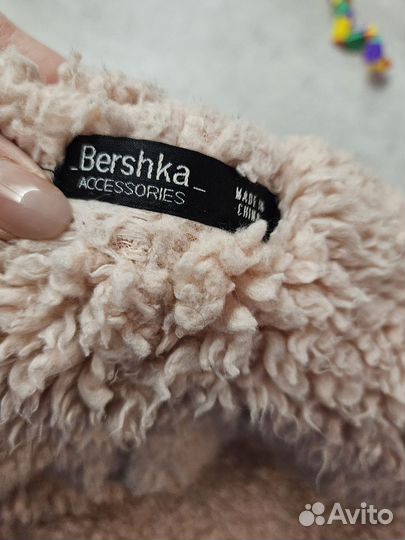 _Bershka_
ACCESSORIES
MADE IN
CHINA
Avito